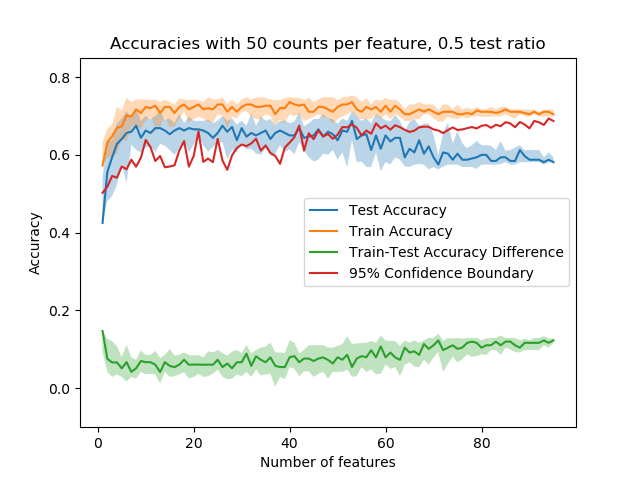 Accuracies with 50 counts per feature, 0.5 test ratio
0.8
0.6
0.4
0.2
0.0
Accuracy
Test Accuracy
Train Accuracy
Train-Test Accuracy Difference
95% Confidence Boundary
0 20 40 60 80
Number of features